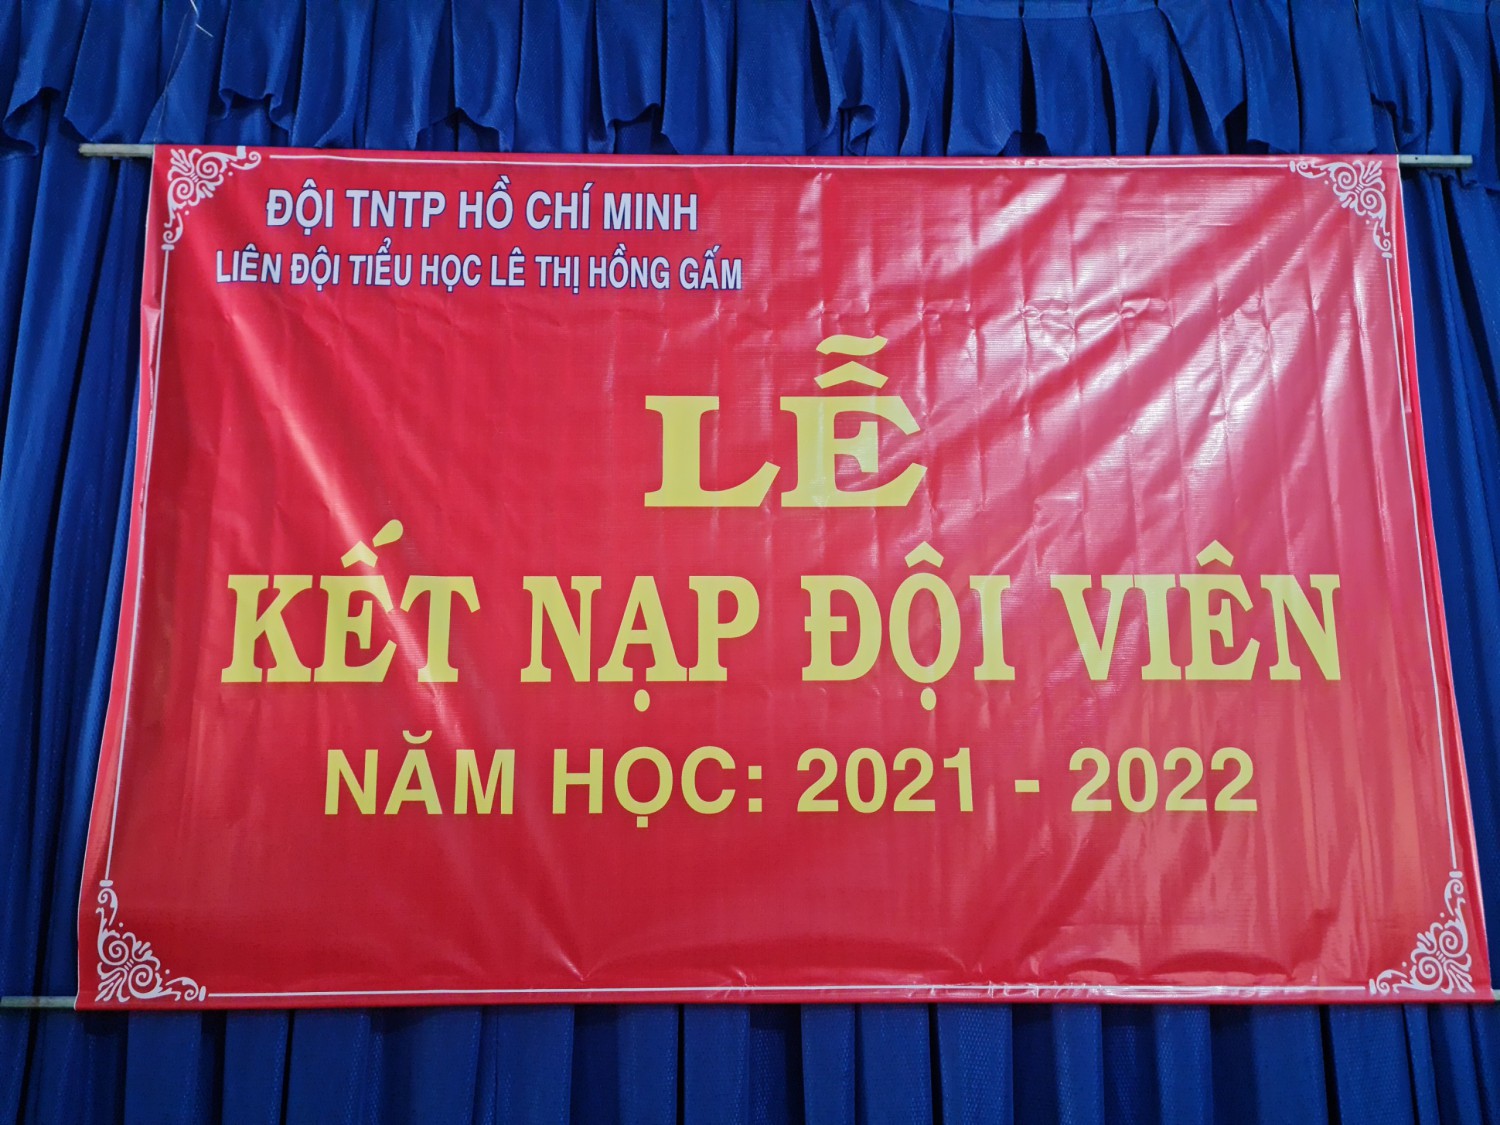 ĐỘI TNTP HỒ CHÍ MINH
LIÊN ĐỘI TIỂU HỌC LÊ THỊ HỒNG GẤM
LỄ
KẾT NẠP ĐỘI VIÊN
NĂM HỌC: 2021 - 2022